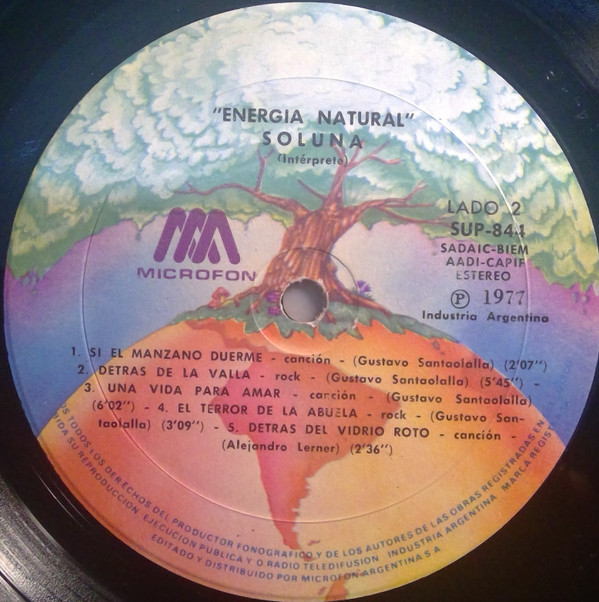 "ENERGIA NATURAL"
SOLUNA
(Intérprete)
MICROFON
LADO 2
SUP-844
SADAIC-BIEM
AADI-CAPIF
ESTEREO
Ⓟ 1977
Industria Argentina
1. SI EL MANZANO DUERME - canción - (Gustavo Santaolalla) (2'07'')
2. DETRAS DE LA VALLA - rock - (Gustavo Santaolalla) (5'45'') -
3. UNA VIDA PARA AMAR - canción - (Gustavo Santaolalla)
(6'02'') - 4. EL TERROR DE LA ABUELA - rock - (Gustavo San-
taolalla) (3'09'') - 5. DETRAS DEL VIDRIO ROTO - canción -
(Alejandro Lerner) (2'36'')
TODOS LOS DERECHOS DEL PRODUCTOR FONOGRAFICO Y DE LOS AUTORES DE LAS OBRAS REGISTRADAS EN
SU REPRODUCCION EJECUCION PUBLICA Y O RADIO TELEDIFUSION INDUSTRIA ARGENTINA MARCA REGIST
EDITADO Y DISTRIBUIDO POR MICROFON ARGENTINA S A